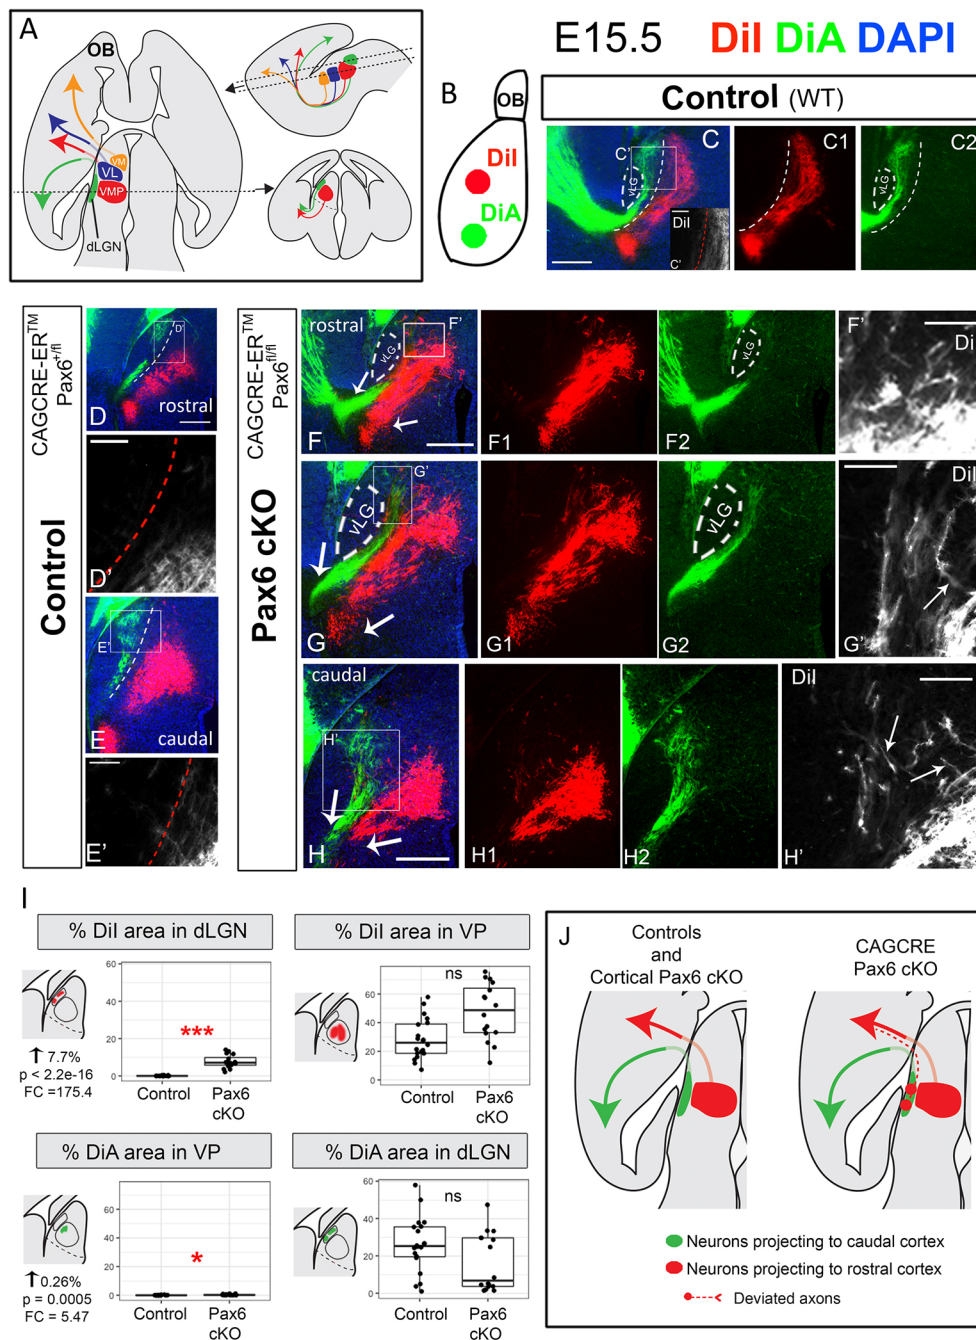 A
OB
VM
VL
VMP
dLGN
E15.5 DiI DiA DAPI
B
OB
DiI
DiA
Control (WT)
C'
C
vLG
DiI
C'
C1
C2
vLG
Control
CAGCRE-ER™
Pax6+/fl
D'
D
rostral
D'
E'
E
caudal
E'
Pax6 cKO
CAGCRE-ER™
Pax6fl/fl
rostral
F'
vLG
F
F1
vLG
F2
F'
Di
G'
vLG
G
G1
vLG
G2
DiI
G'
caudal
H'
H
H1
H2
DiI
H'
I
% DiI area in dLGN
7.7%
p < 2.2e-16
FC =175.4
60
40
20
0
***
Control
Pax6
cKO
% DiI area in VP
ns
60
40
20
0
Control
Pax6
cKO
% DiA area in VP
0.26%
p = 0.0005
FC = 5.47
60
40
20
0
*
Control
Pax6
cKO
% DiA area in dLGN
ns
60
40
20
0
Control
Pax6
cKO
J
Controls
and
Cortical Pax6 cKO
CAGCRE
Pax6 cKO
Neurons projecting to caudal cortex
Neurons projecting to rostral cortex
Deviated axons